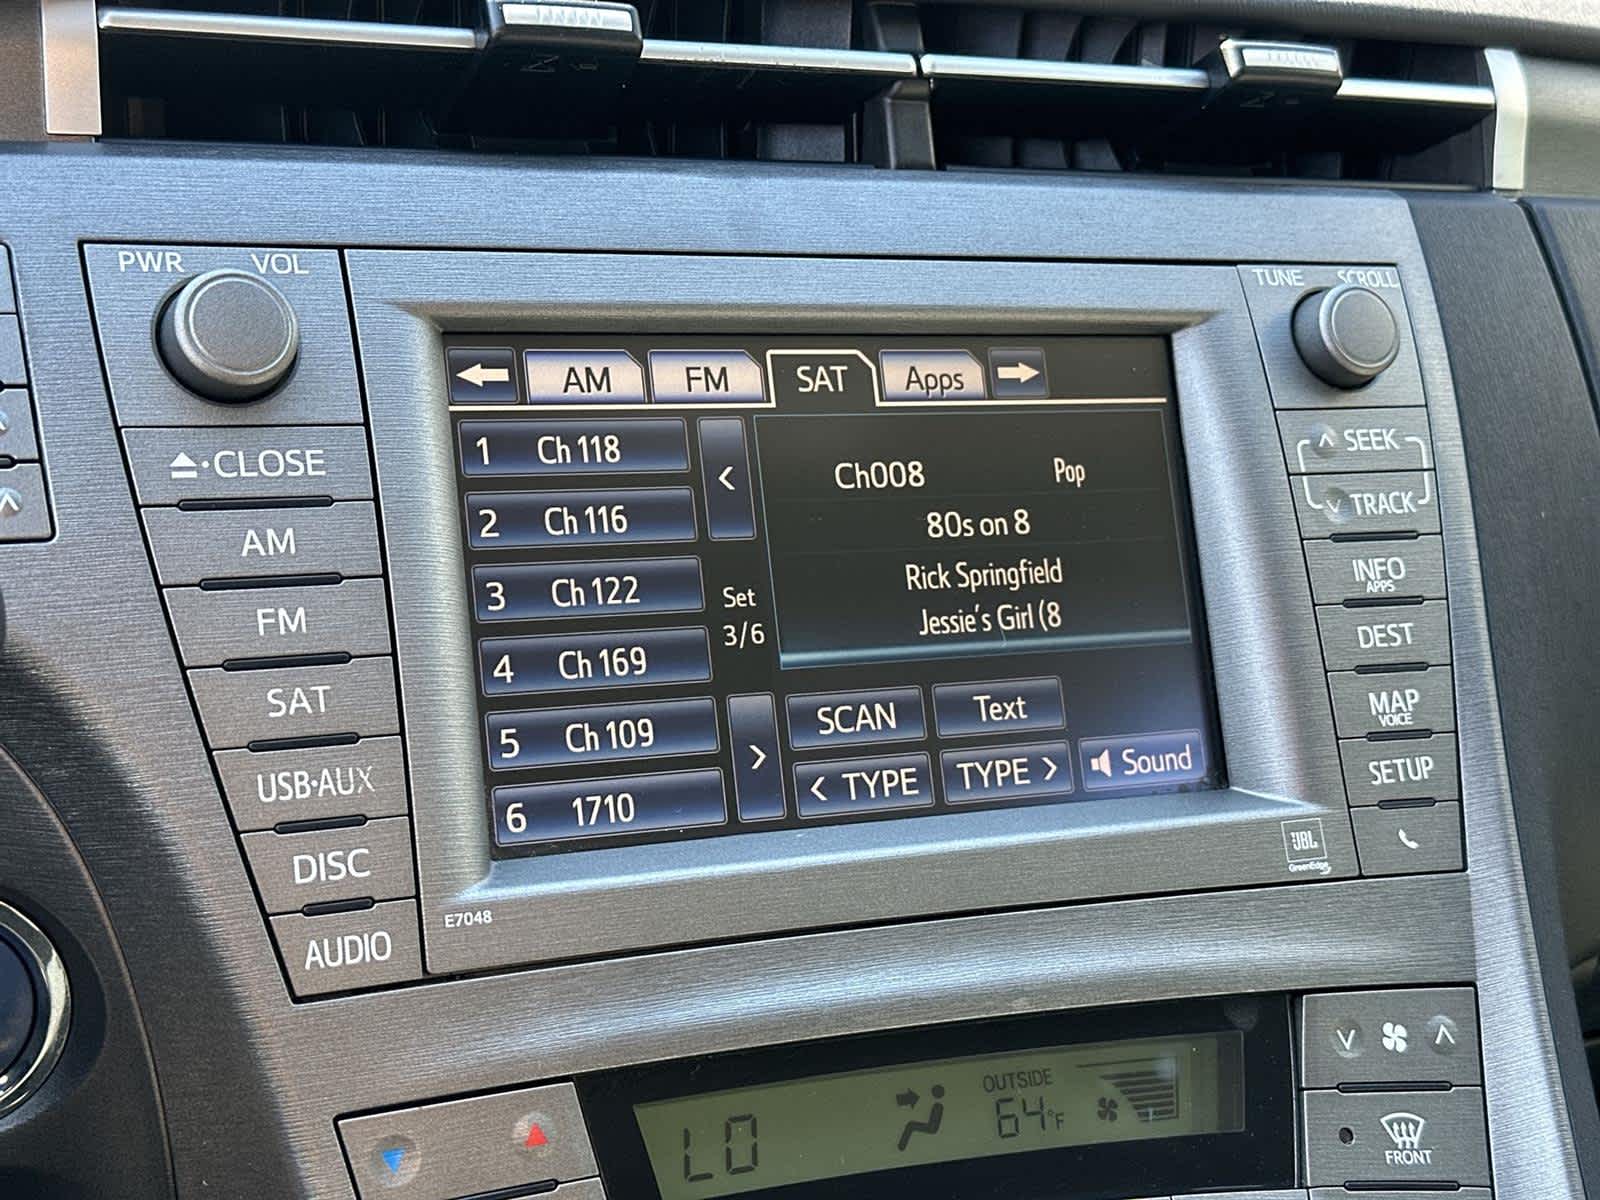 PWR VOL
TUNE SCROLL
AM FM SAT Apps
1 Ch 118
2 Ch 116
3 Ch 122
4 Ch 169
5 Ch 109
6 1710
<
Set
3/6
>
Ch008 Pop
80s on 8
Rick Springfield
Jessie's Girl (8
SCAN Text
< TYPE TYPE > Sound
CLOSE
AM
FM
SAT
USB·AUX
DISC
AUDIO
SEEK
TRACK
INFO
APPS
DEST
MAP
VOICE
SETUP
JBL
GreenEdge
E7048
LO
OUTSIDE
64°F
FRONT